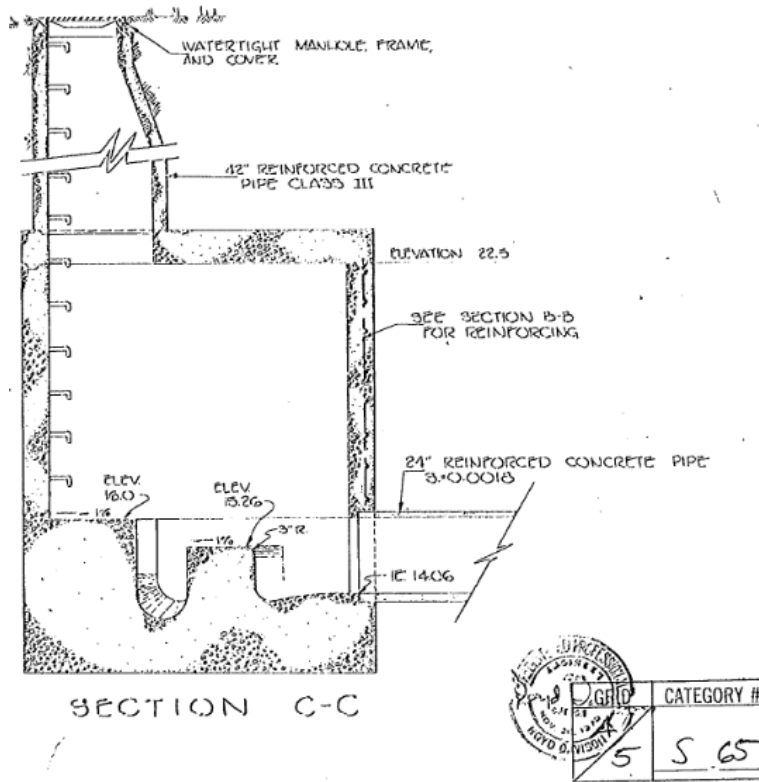 WATERTIGHT MANHOLE, FRAME,
AND COVER.
42" REINFORCED CONCRETE
PIPE CLASS III
ELEVATION 22.5
SEE SECTION B-B
FOR REINFORCING
24" REINFORCED CONCRETE PIPE
S=0.0018
ELEV.
16.0
ELEV.
15.26
1%
1%
3"R.
I.E. 14.06
SECTION C-C
GRID
CATEGORY #
5
S
65